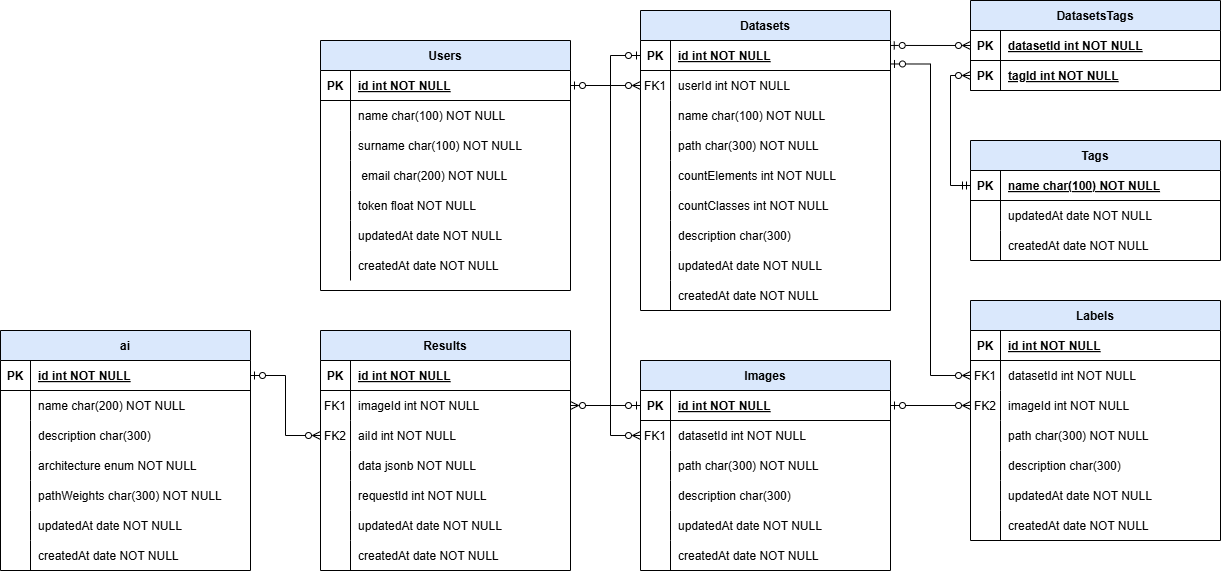 Users
PK id int NOT NULL
name char(100) NOT NULL
surname char(100) NOT NULL
email char(200) NOT NULL
token float NOT NULL
updatedAt date NOT NULL
createdAt date NOT NULL
Datasets
PK id int NOT NULL
FK1 userId int NOT NULL
name char(100) NOT NULL
path char(300) NOT NULL
countElements int NOT NULL
countClasses int NOT NULL
description char(300)
updatedAt date NOT NULL
createdAt date NOT NULL
DatasetsTags
PK datasetId int NOT NULL
PK tagId int NOT NULL
Tags
PK name char(100) NOT NULL
updatedAt date NOT NULL
createdAt date NOT NULL
ai
PK id int NOT NULL
name char(200) NOT NULL
description char(300)
architecture enum NOT NULL
pathWeights char(300) NOT NULL
updatedAt date NOT NULL
createdAt date NOT NULL
Results
PK id int NOT NULL
FK1 imageId int NOT NULL
FK2 aiId int NOT NULL
data jsonb NOT NULL
requestId int NOT NULL
updatedAt date NOT NULL
createdAt date NOT NULL
Images
PK id int NOT NULL
FK1 datasetId int NOT NULL
path char(300) NOT NULL
description char(300)
updatedAt date NOT NULL
createdAt date NOT NULL
Labels
PK id int NOT NULL
FK1 datasetId int NOT NULL
FK2 imageId int NOT NULL
path char(300) NOT NULL
description char(300)
updatedAt date NOT NULL
createdAt date NOT NULL